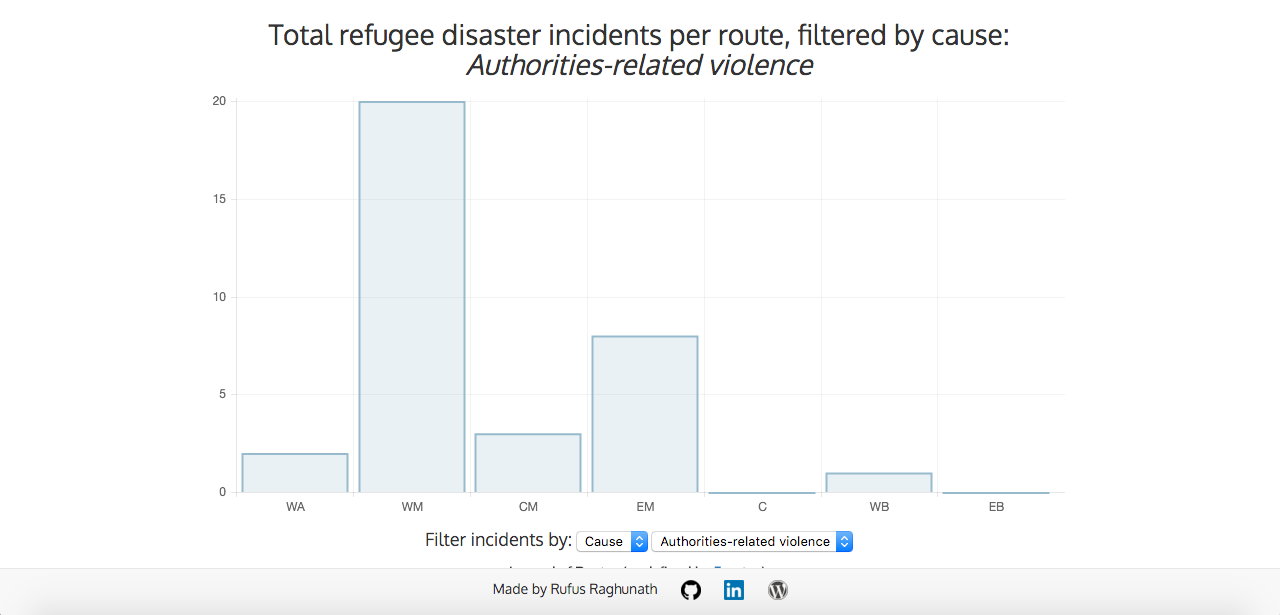 Total refugee disaster incidents per route, filtered by cause:
Authorities-related violence
20
15
10
5
0
WA WM CM EM C WB EB
Filter incidents by: Cause Authorities-related violence
Made by Rufus Raghunath
in W